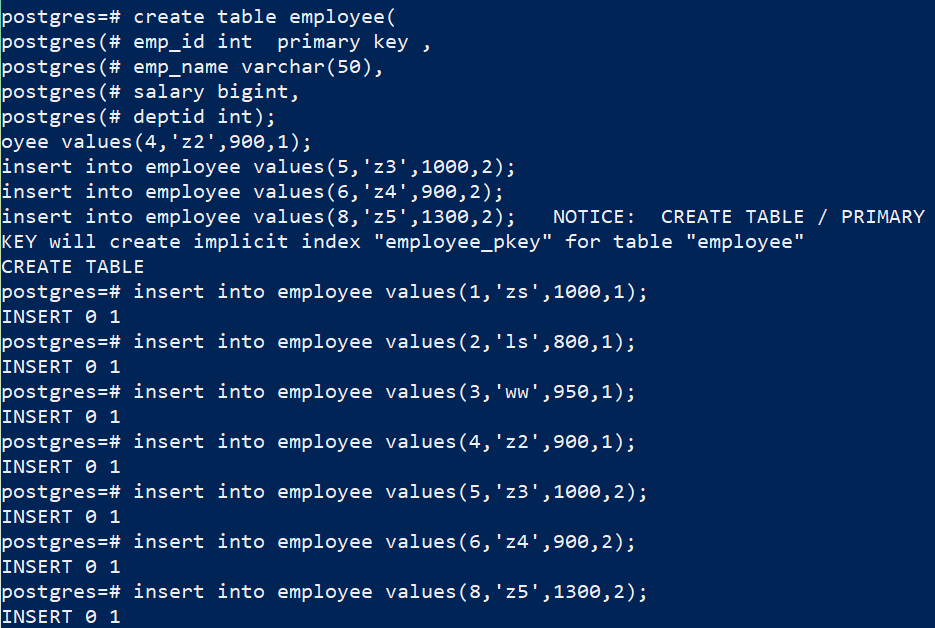 postgres=# create table employee(
postgres(# emp_id int  primary key ,
postgres(# emp_name varchar(50),
postgres(# salary bigint,
postgres(# deptid int);
oyee values(4,'z2',900,1);
insert into employee values(5,'z3',1000,2);
insert into employee values(6,'z4',900,2);
insert into employee values(8,'z5',1300,2);   NOTICE:  CREATE TABLE / PRIMARY
KEY will create implicit index "employee_pkey" for table "employee"
CREATE TABLE
postgres=# insert into employee values(1,'zs',1000,1);
INSERT 0 1
postgres=# insert into employee values(2,'ls',800,1);
INSERT 0 1
postgres=# insert into employee values(3,'ww',950,1);
INSERT 0 1
postgres=# insert into employee values(4,'z2',900,1);
INSERT 0 1
postgres=# insert into employee values(5,'z3',1000,2);
INSERT 0 1
postgres=# insert into employee values(6,'z4',900,2);
INSERT 0 1
postgres=# insert into employee values(8,'z5',1300,2);
INSERT 0 1